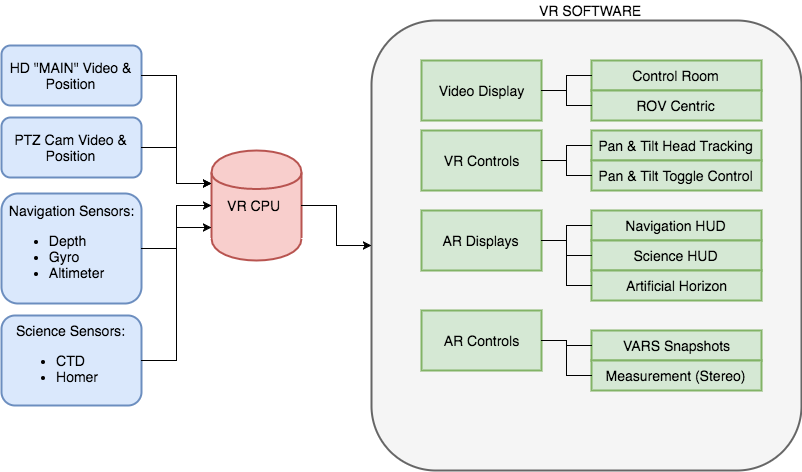 VR SOFTWARE
HD "MAIN" Video &
Position
PTZ Cam Video &
Position
Navigation Sensors:
• Depth
• Gyro
• Altimeter
Science Sensors:
• CTD
• Homer
VR CPU
Video Display
Control Room
ROV Centric
VR Controls
Pan & Tilt Head Tracking
Pan & Tilt Toggle Control
AR Displays
Navigation HUD
Science HUD
Artificial Horizon
AR Controls
VARS Snapshots
Measurement (Stereo)